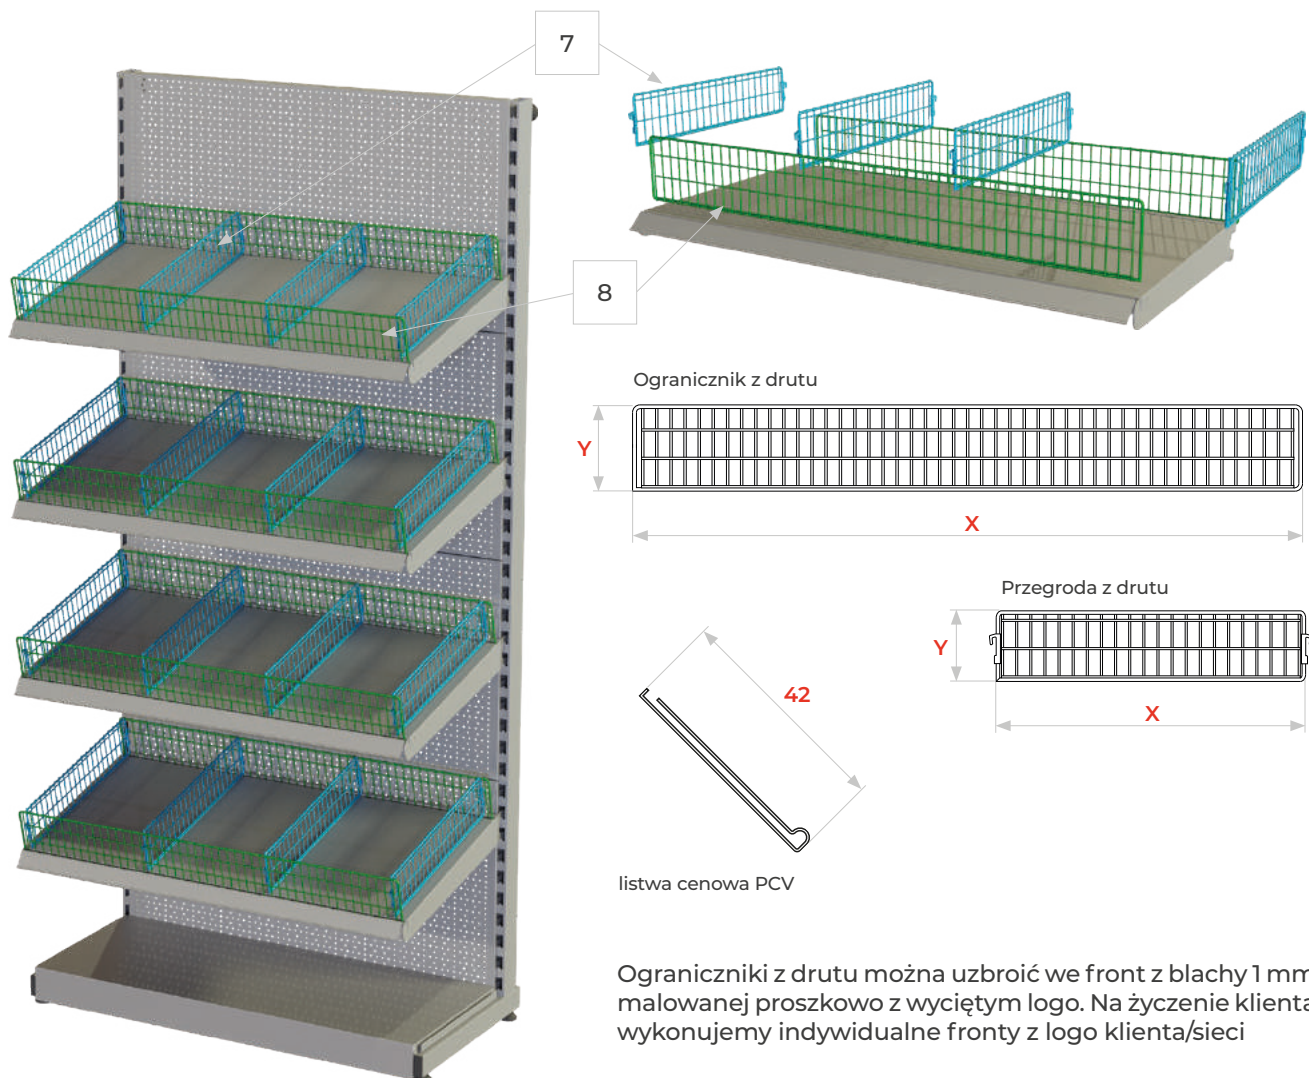 7
8
Ogranicznik z drutu
Y
X
Przegroda z drutu
Y
X
42
listwa cenowa PCV
Ograniczniki z drutu można uzbroić we front z blachy 1 mm
malowanej proszkowo z wyciętym logo. Na życzenie klienta
wykonujemy indywidualne fronty z logo klienta/sieci